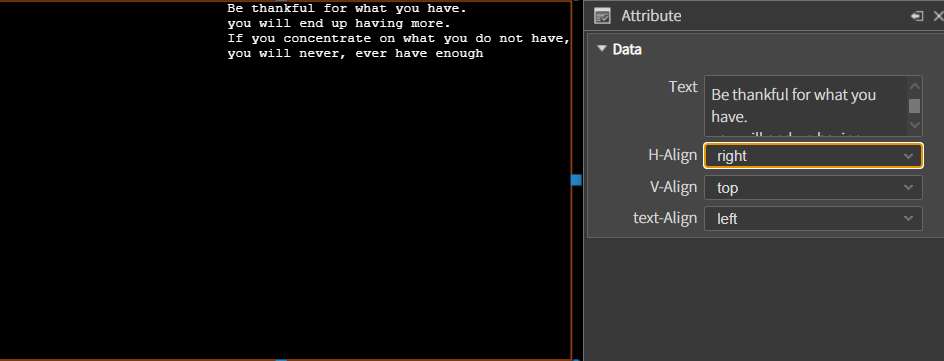 Be thankful for what you have.
you will end up having more.
If you concentrate on what you do not have,
you will never, ever have enough
Attribute
Data
Text
Be thankful for what you
have.
H-Align
right
V-Align
top
text-Align
left